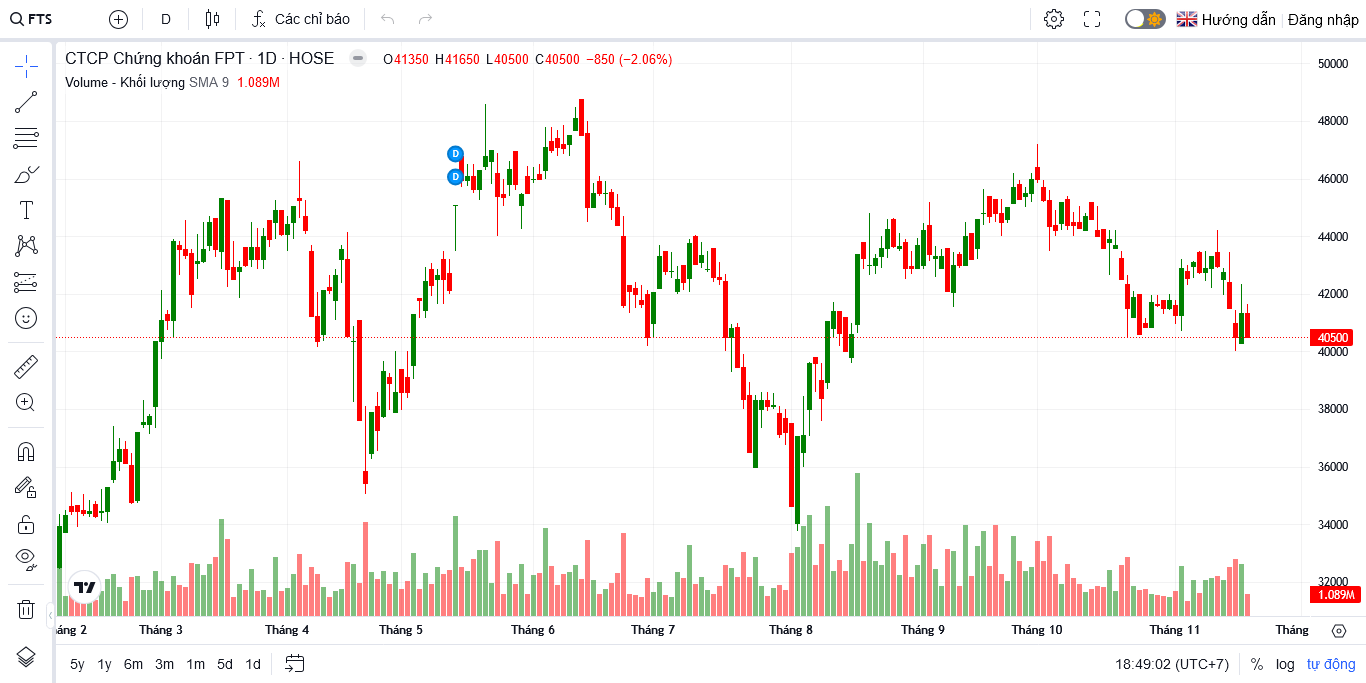 FTS D Các chỉ báo Hướng dẫn Đăng nhập
CTCP Chứng khoán FPT · 1D · HOSE O41350 H41650 L40500 C40500 −850 (−2.06%)
Volume - Khối lượng SMA 9 1.089M
50000
48000
D
D
46000
44000
42000
40500
40000
38000
36000
34000
32000
1.089M
áng 2 Tháng 3 Tháng 4 Tháng 5 Tháng 6 Tháng 7 Tháng 8 Tháng 9 Tháng 10 Tháng 11 Tháng
5y 1y 6m 3m 1m 5d 1d 18:49:02 (UTC+7) % log tự động